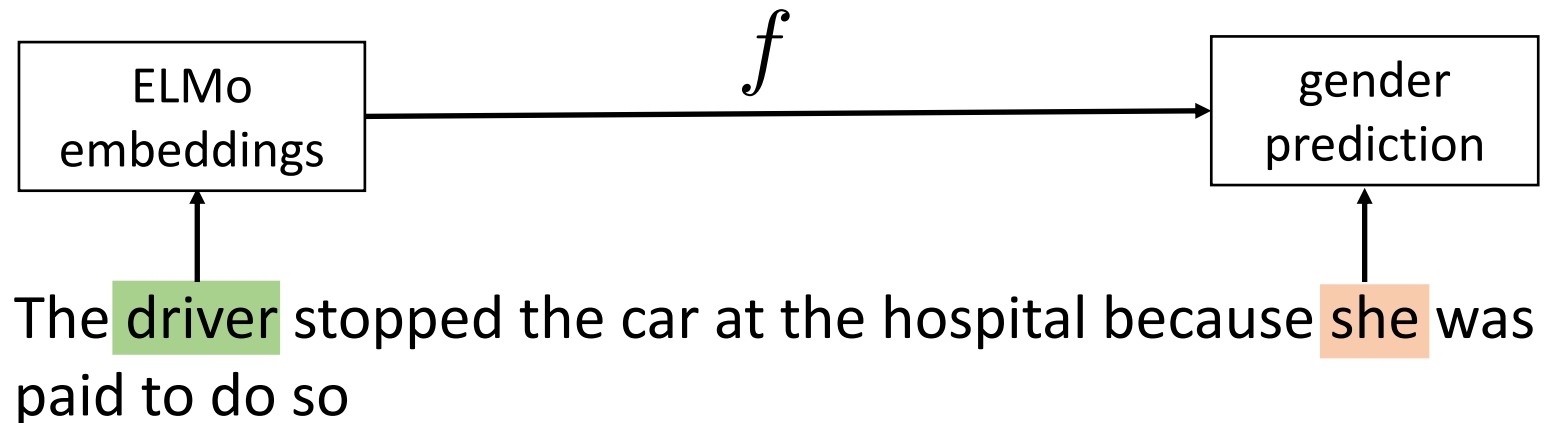 f
ELMo
embeddings
gender
prediction
The driver stopped the car at the hospital because she was
paid to do so